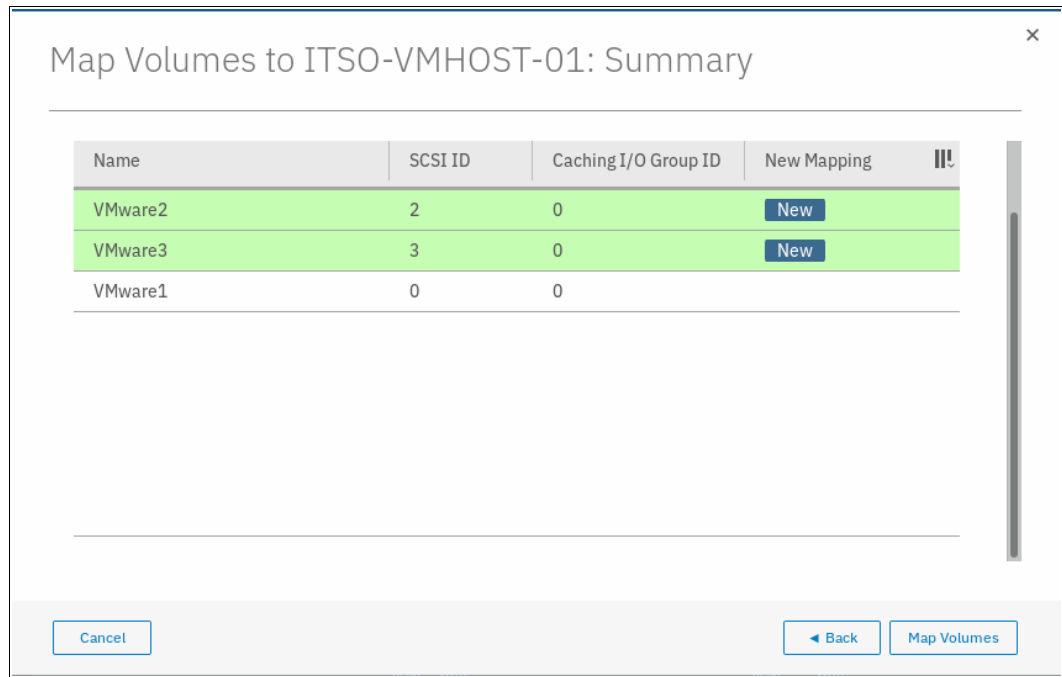 Map Volumes to ITSO-VMHOST-01: Summary
Name SCSI ID Caching I/O Group ID New Mapping
VMware2 2 0 New
VMware3 3 0 New
VMware1 0 0
Cancel ◄ Back Map Volumes